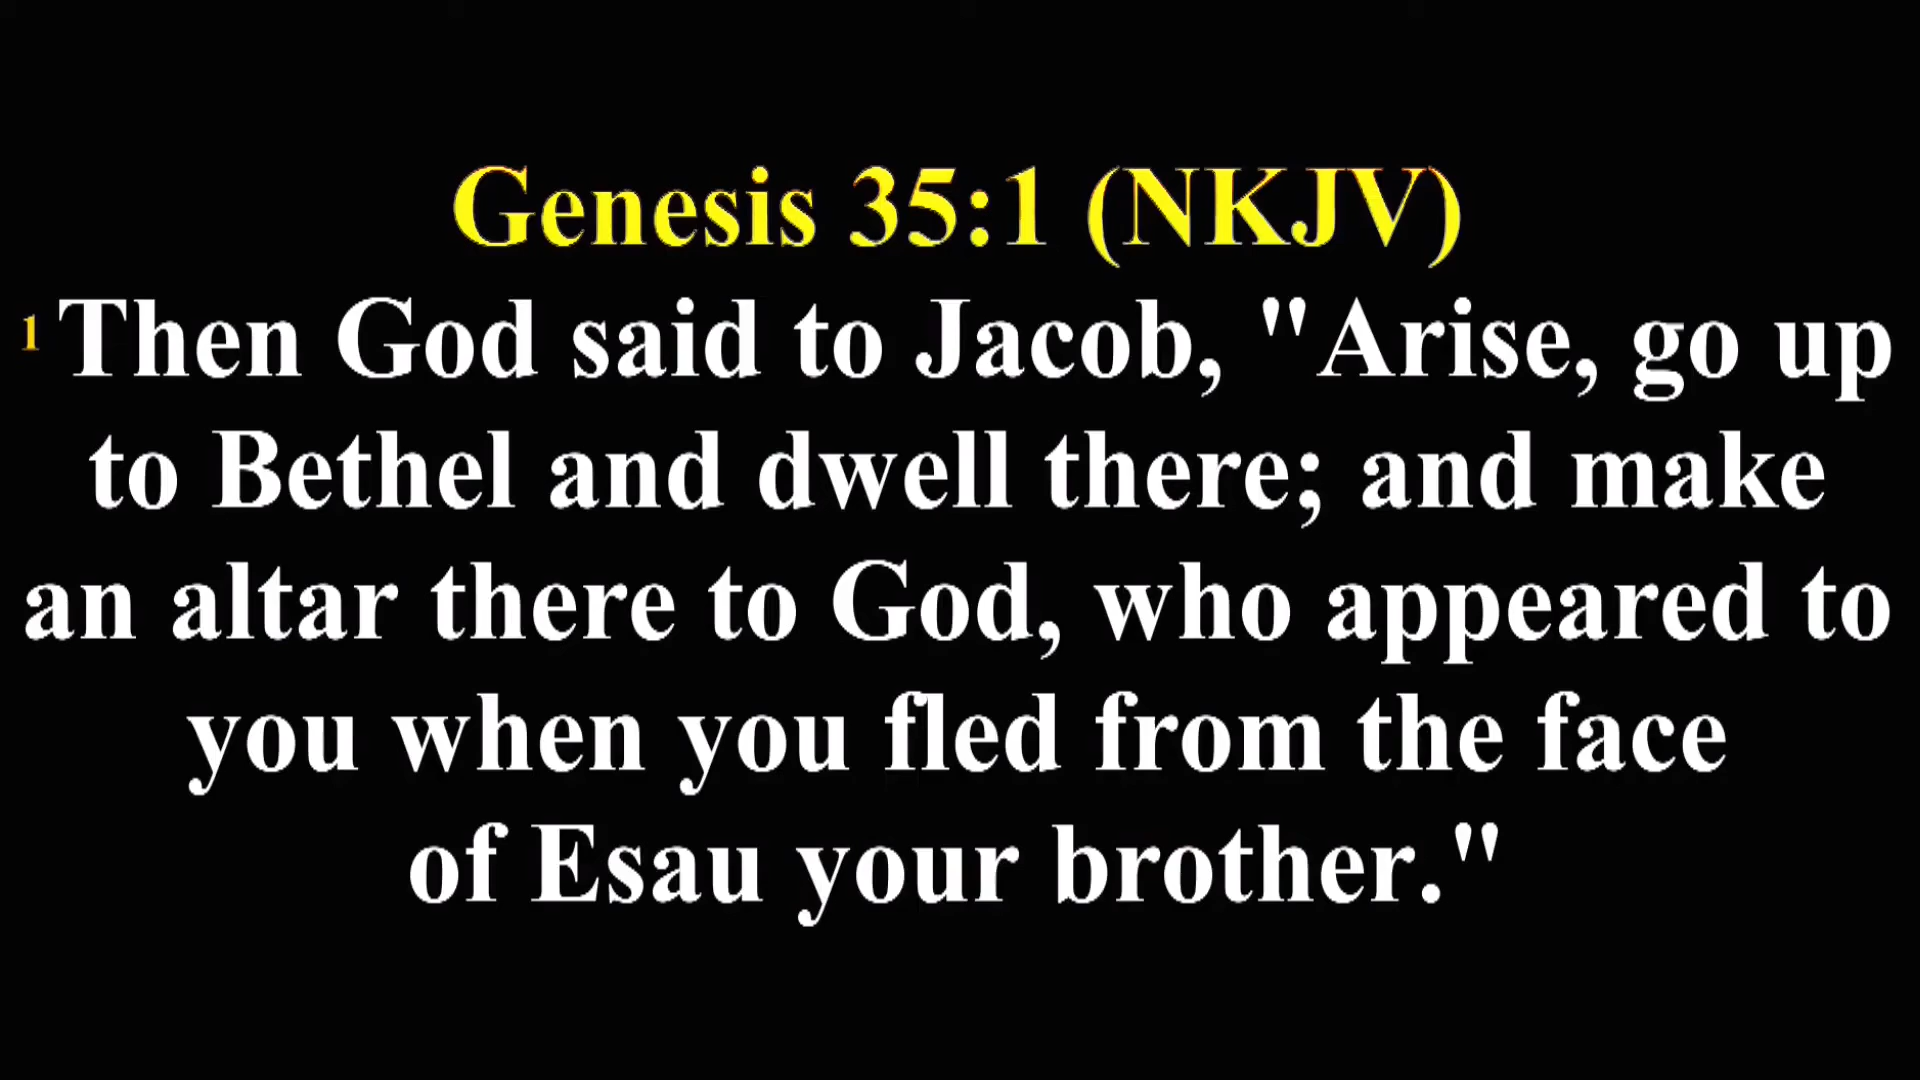 Genesis 35:1 (NKJV)
1 Then God said to Jacob, "Arise, go up
to Bethel and dwell there; and make
an altar there to God, who appeared to
you when you fled from the face
of Esau your brother."